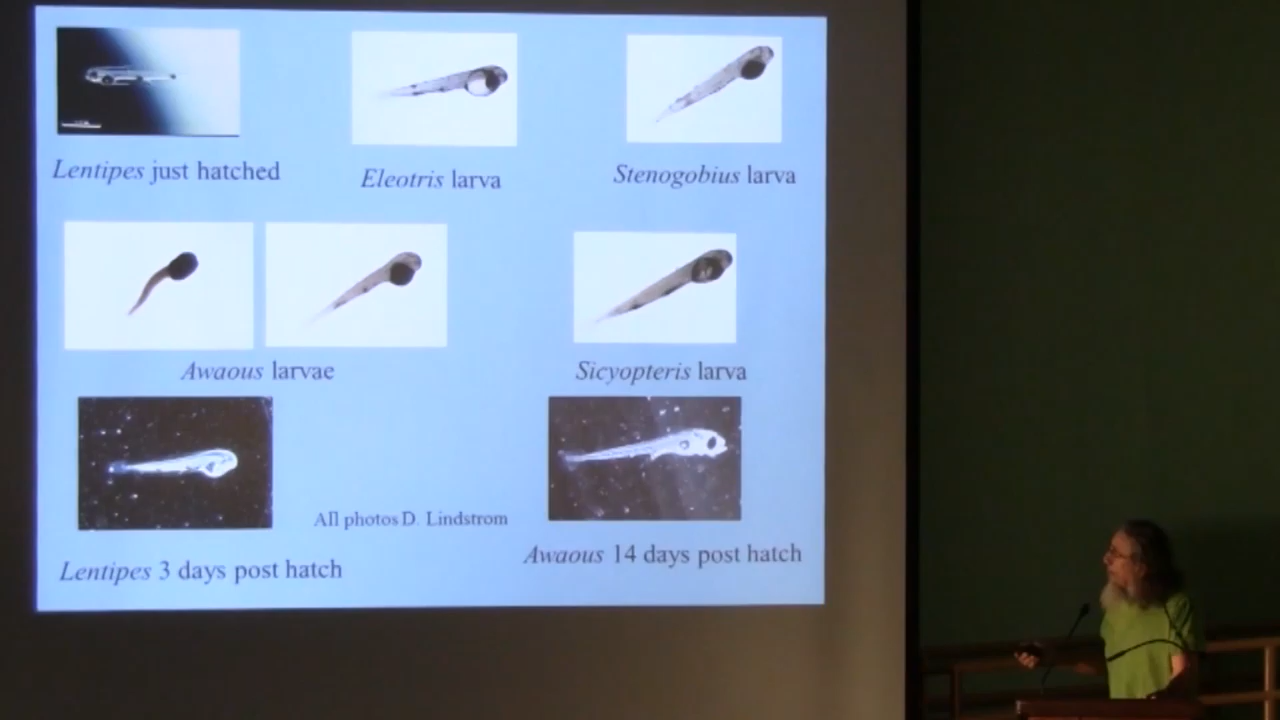 Lentipes just hatched
Eleotris larva
Stenogobius larva
Awaous larvae
Sicyopteris larva
All photos D. Lindstrom
Lentipes 3 days post hatch
Awaous 14 days post hatch